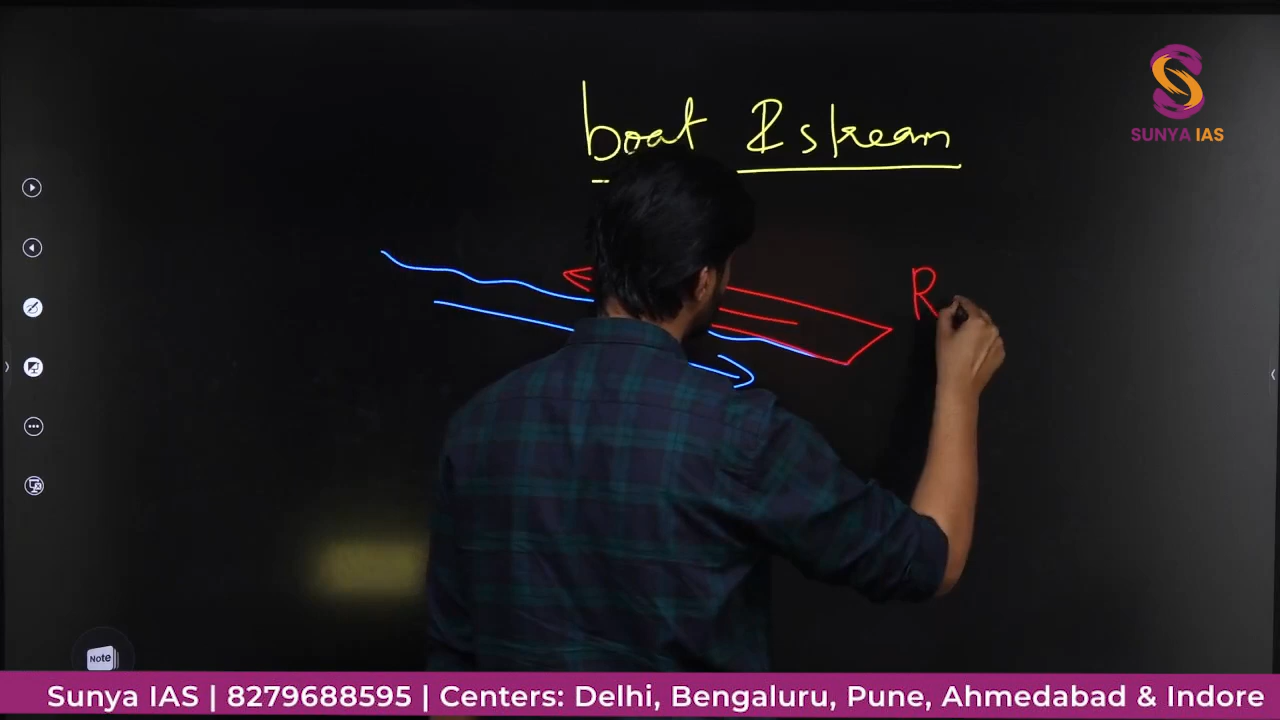 boat & stream
SUNYA IAS
R
Note
Sunya IAS | 8279688595 | Centers: Delhi, Bengaluru, Pune, Ahmedabad & Indore